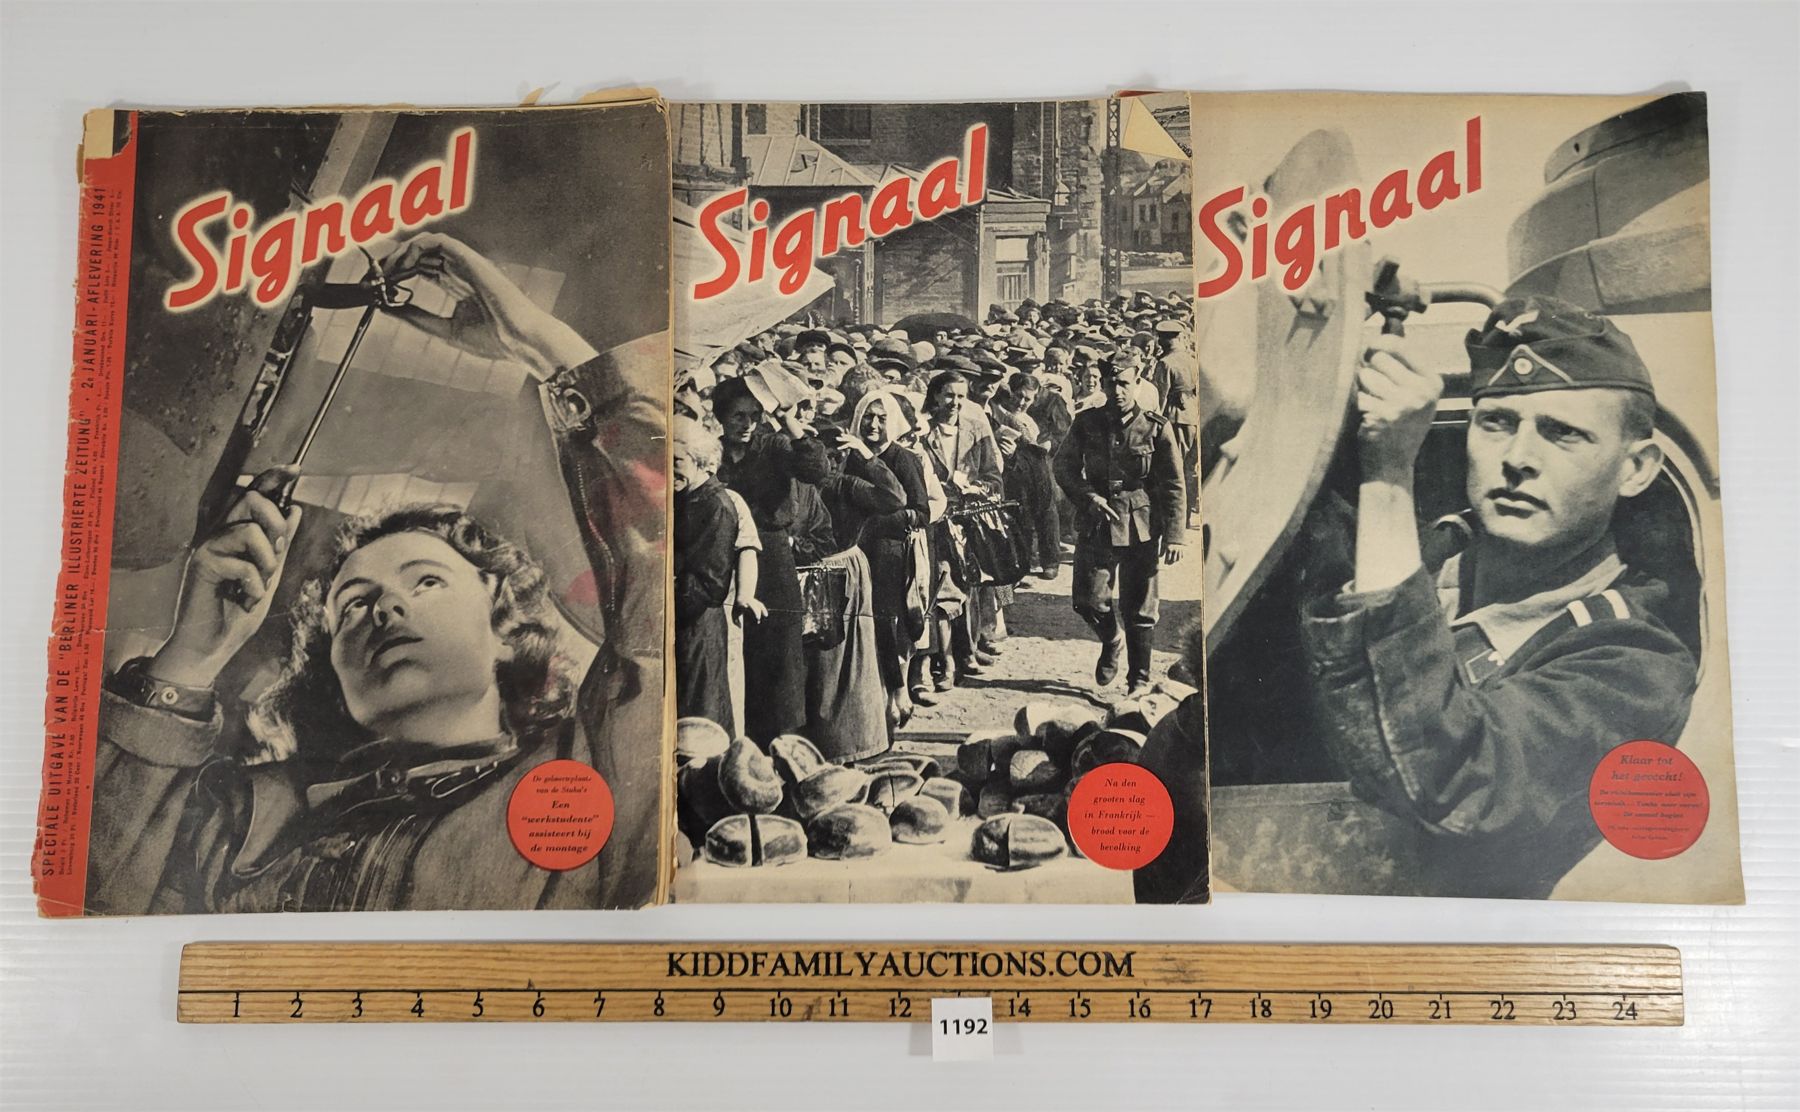 Signaal
SPECIALE UITGAVE VAN DE "BERLINER ILLUSTRIERTE ZEITUNG" • 2e JANUARI-AFLEVERING 1941
De geboorteplaats
van de Stuka's
Een
"werkstudente"
assisteert bij
de montage
Signaal
Na den
grooten slag
in Frankrijk —
brood voor de
bevolking
Signaal
Klaar tot
het gevecht!
KIDDFAMILYAUCTIONS.COM
1 2 3 4 5 6 7 8 9 10 11 12 14 15 16 17 18 19 20 21 22 23 24
1192